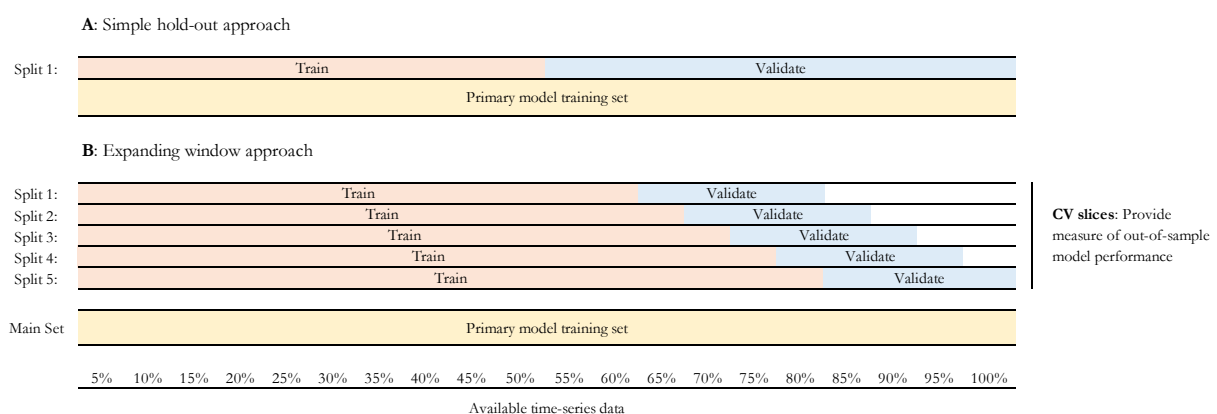 A: Simple hold-out approach
Split 1: Train Validate
Primary model training set
B: Expanding window approach
Split 1: Train Validate
Split 2: Train Validate
Split 3: Train Validate
Split 4: Train Validate
Split 5: Train Validate
CV slices: Provide
measure of out-of-sample
model performance
Main Set Primary model training set
5% 10% 15% 20% 25% 30% 35% 40% 45% 50% 55% 60% 65% 70% 75% 80% 85% 90% 95% 100%
Available time-series data